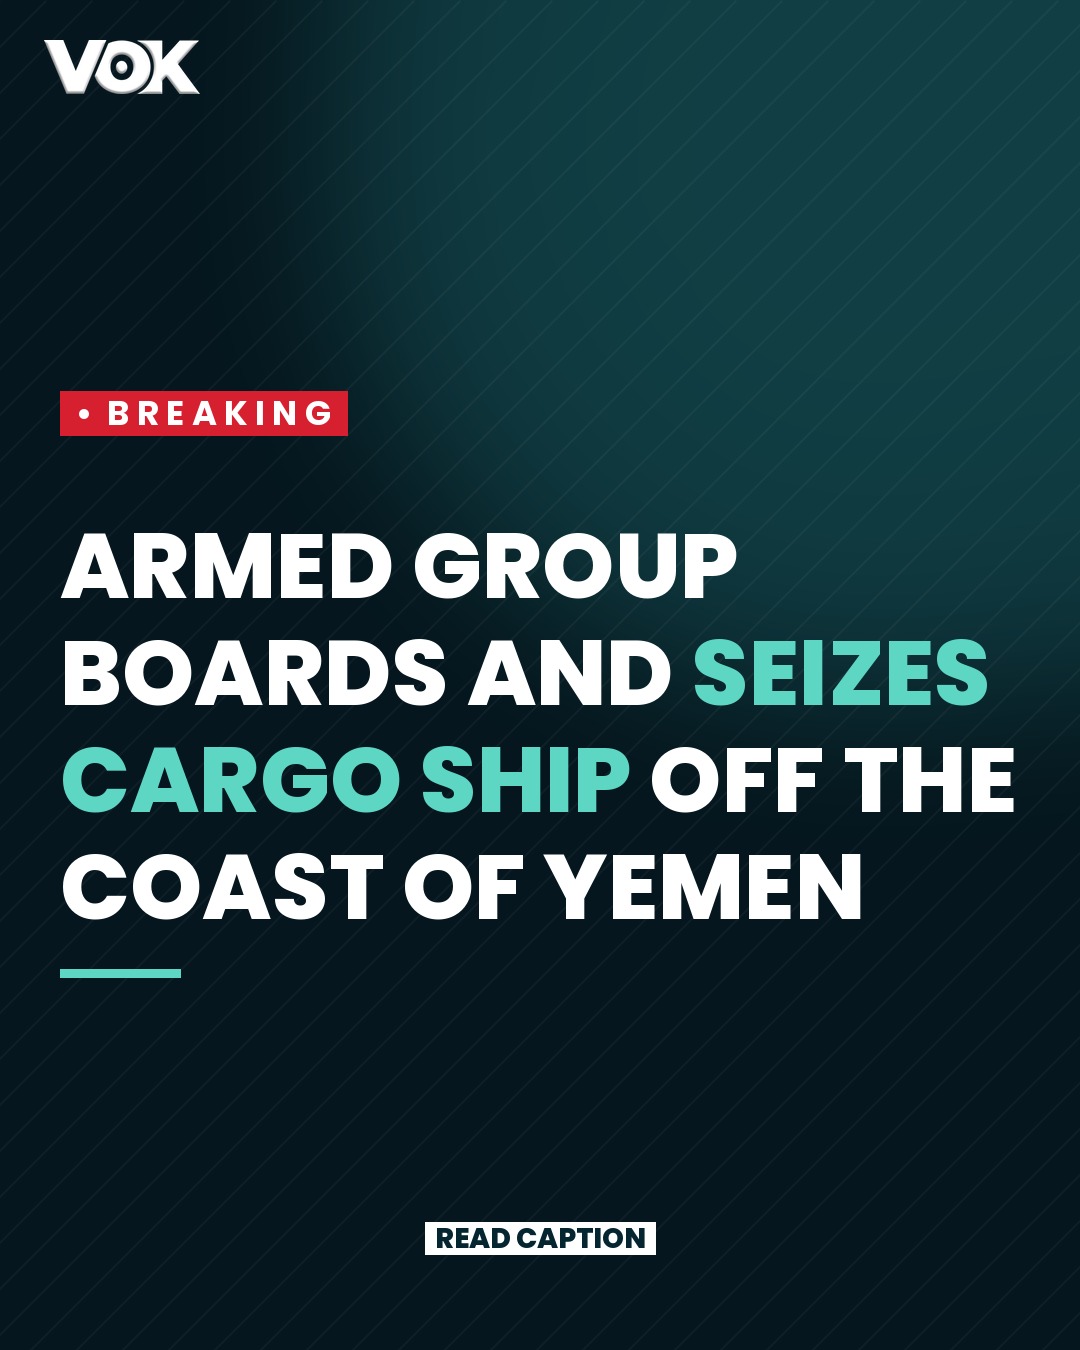 VOK
• BREAKING
ARMED GROUP
BOARDS AND SEIZES
CARGO SHIP OFF THE
COAST OF YEMEN
READ CAPTION